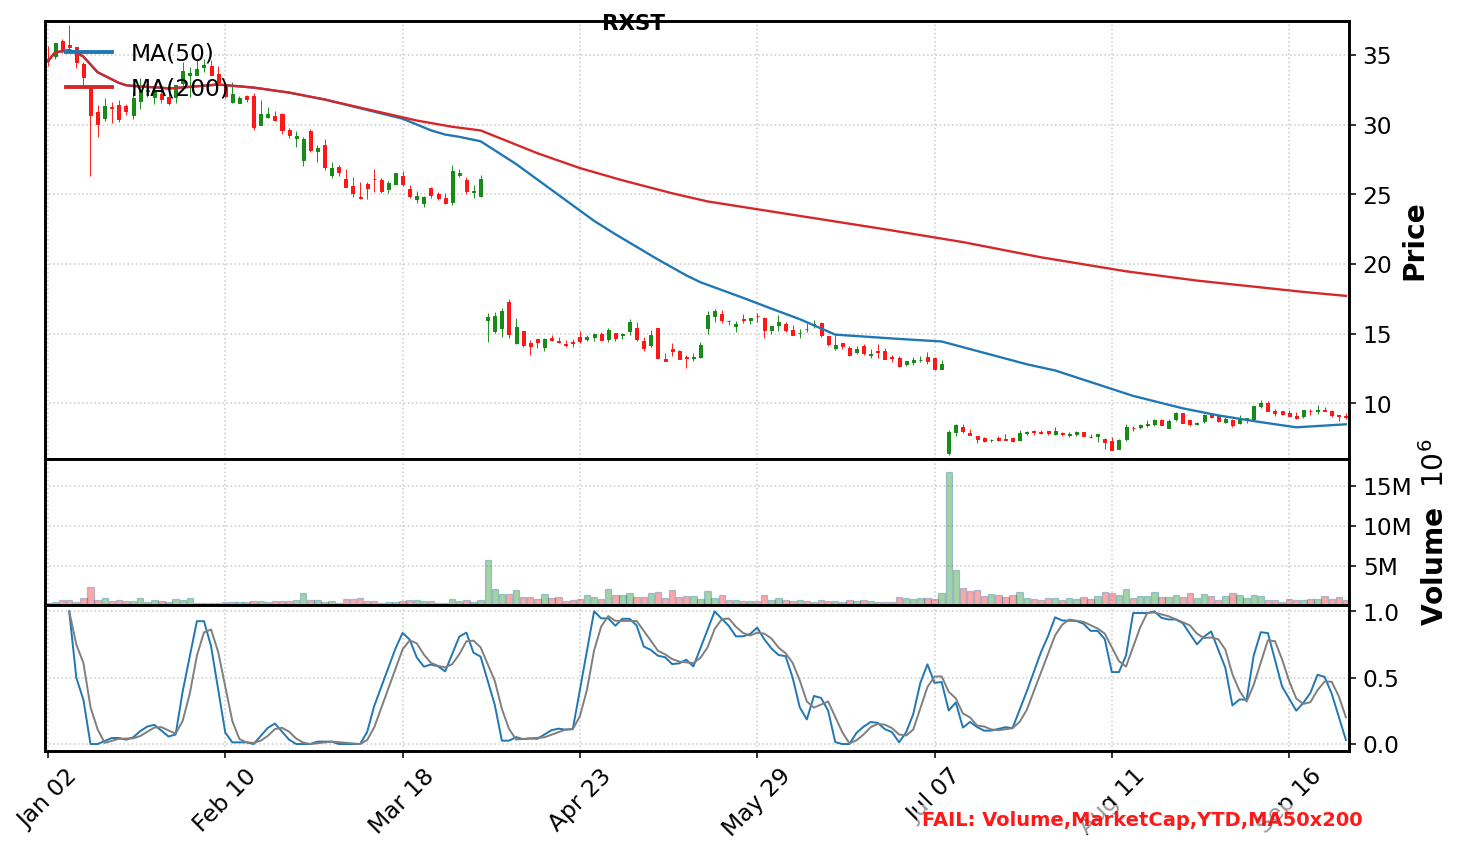 RXST
MA(50)
MA(200)
35
30
25
20
15
10
Price
15M
10M
5M
Volume 10^6
1.0
0.5
0.0
Jan 02
Feb 10
Mar 18
Apr 23
May 29
Jul 07
Aug 11
Sep 16
FAIL: Volume,MarketCap,YTD,MA50x200